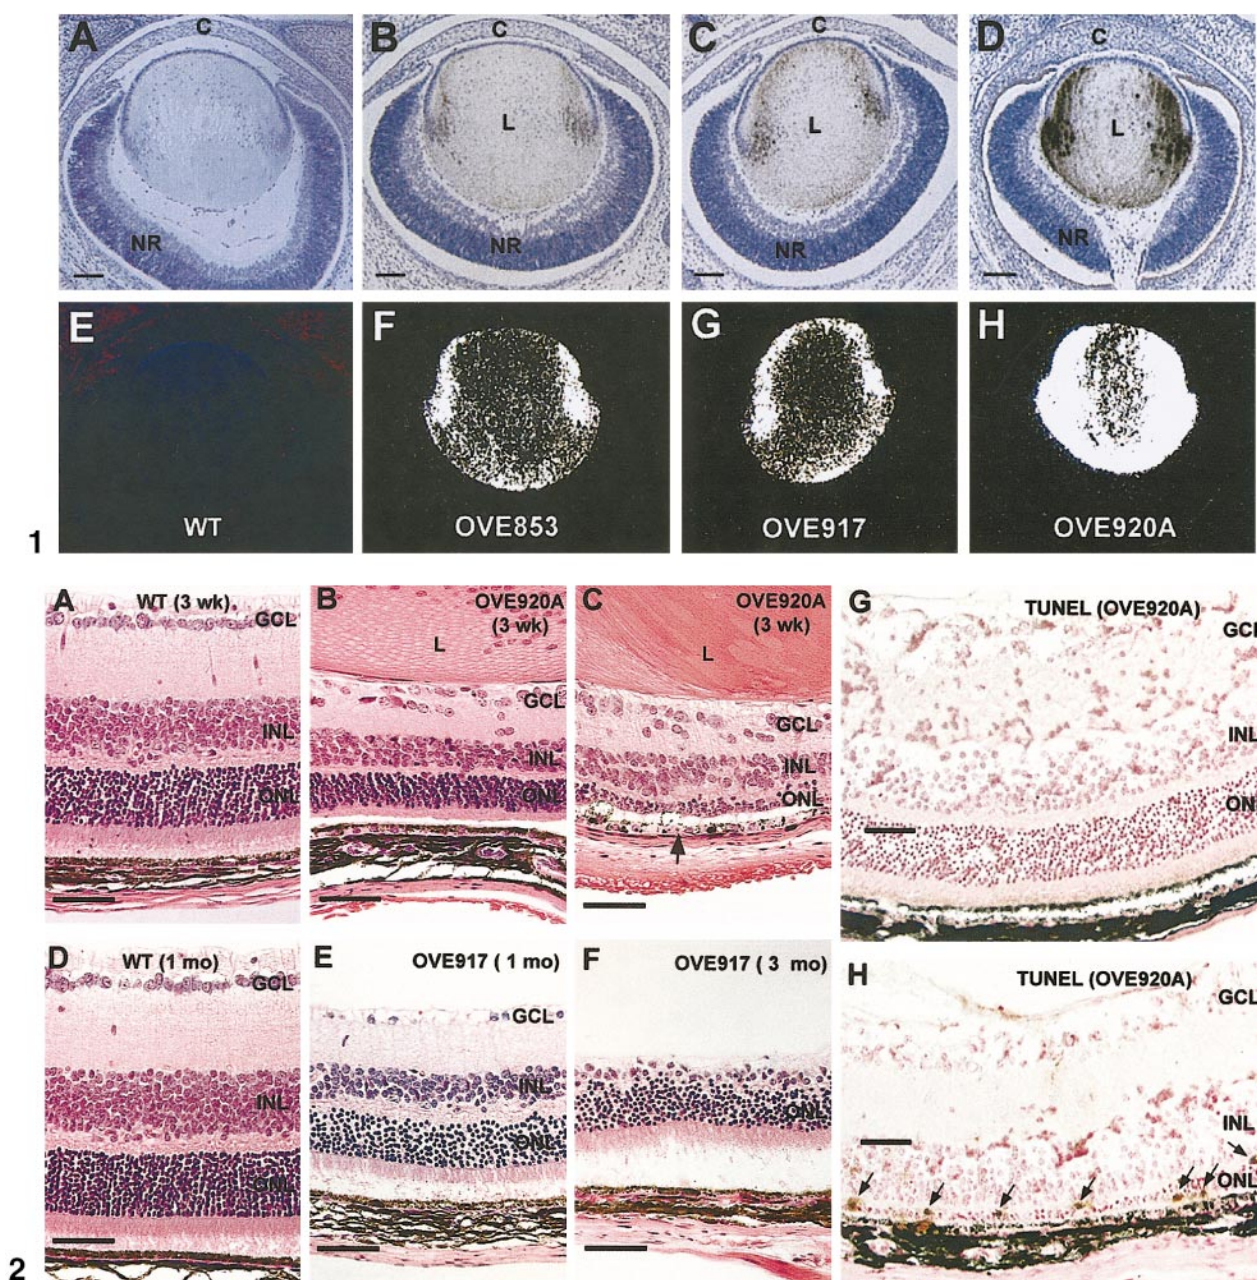 A
C
NR
B
C
L
NR
C
C
L
NR
D
C
L
NR
E
WT
F
OVE853
G
OVE917
H
OVE920A
1
A
WT (3 wk)
GCL
INL
ONL
B
OVE920A
(3 wk)
L
GCL
INL
ONL
C
OVE920A
(3 wk)
L
GCL
INL
ONL
G
TUNEL (OVE920A)
GCL
INL
ONL
D
WT (1 mo)
GCL
INL
ONL
E
OVE917 ( 1 mo)
GCL
INL
ONL
F
OVE917 ( 3 mo)
ONL
H
TUNEL (OVE920A)
GCL
INL
ONL
2